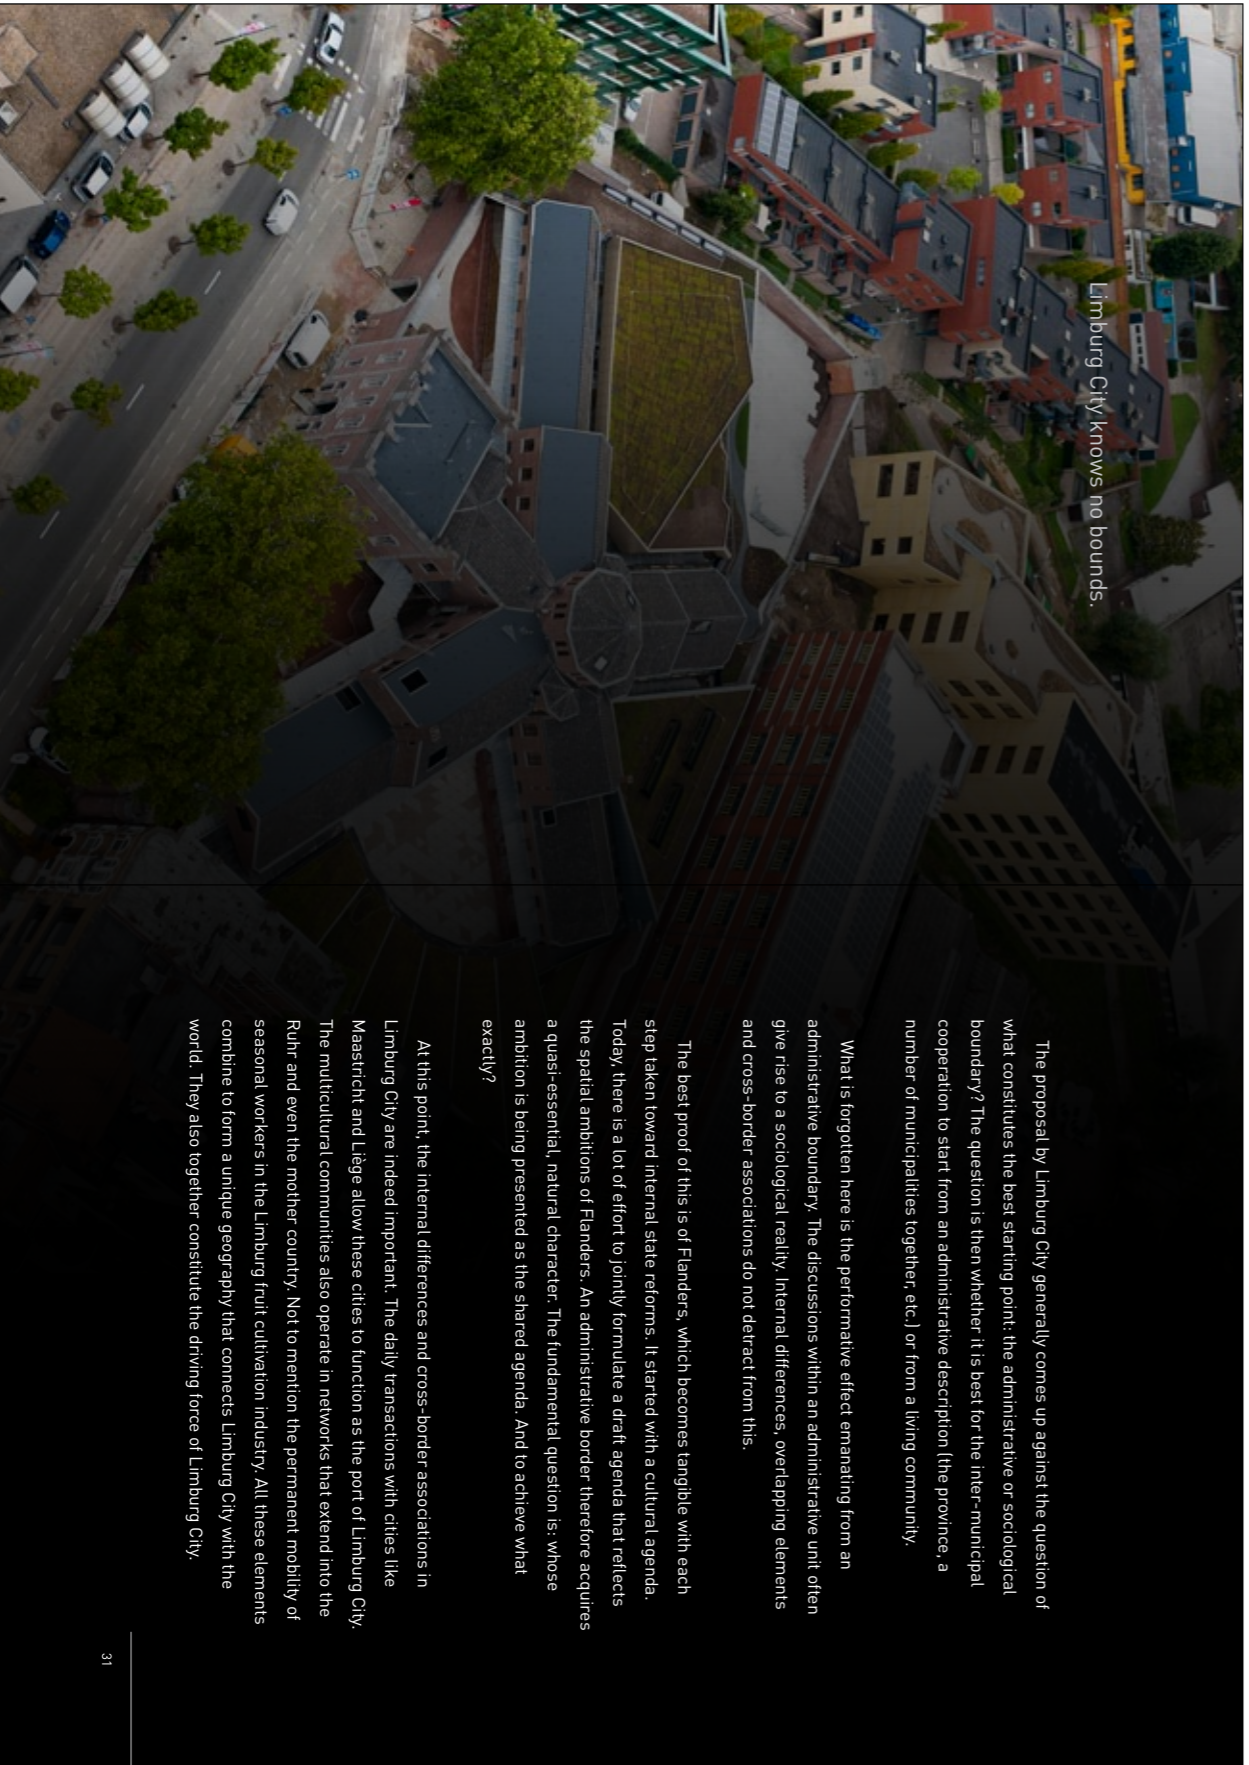 Limburg City knows no bounds.
The proposal by Limburg City generally comes up against the question of
what constitutes the best starting point: the administrative or sociological
boundary? The question is then whether it is best for the inter-municipal
cooperation to start from an administrative description (the province, a
number of municipalities together, etc.) or from a living community.
What is forgotten here is the performative effect emanating from an
administrative boundary. The discussions within an administrative unit often
give rise to a sociological reality. Internal differences, overlapping elements
and cross-border associations do not detract from this.
The best proof of this is of Flanders, which becomes tangible with each
step taken toward internal state reforms. It started with a cultural agenda.
Today, there is a lot of effort to jointly formulate a draft agenda that reflects
the spatial ambitions of Flanders. An administrative border therefore acquires
a quasi-essential, natural character. The fundamental question is: whose
ambition is being presented as the shared agenda. And to achieve what
exactly?
At this point, the internal differences and cross-border associations in
Limburg City are indeed important. The daily transactions with cities like
Maastricht and Liège allow these cities to function as the port of Limburg City.
The multicultural communities also operate in networks that extend into the
Ruhr and even the mother country. Not to mention the permanent mobility of
seasonal workers in the Limburg fruit cultivation industry. All these elements
combine to form a unique geography that connects Limburg City with the
world. They also together constitute the driving force of Limburg City.
31